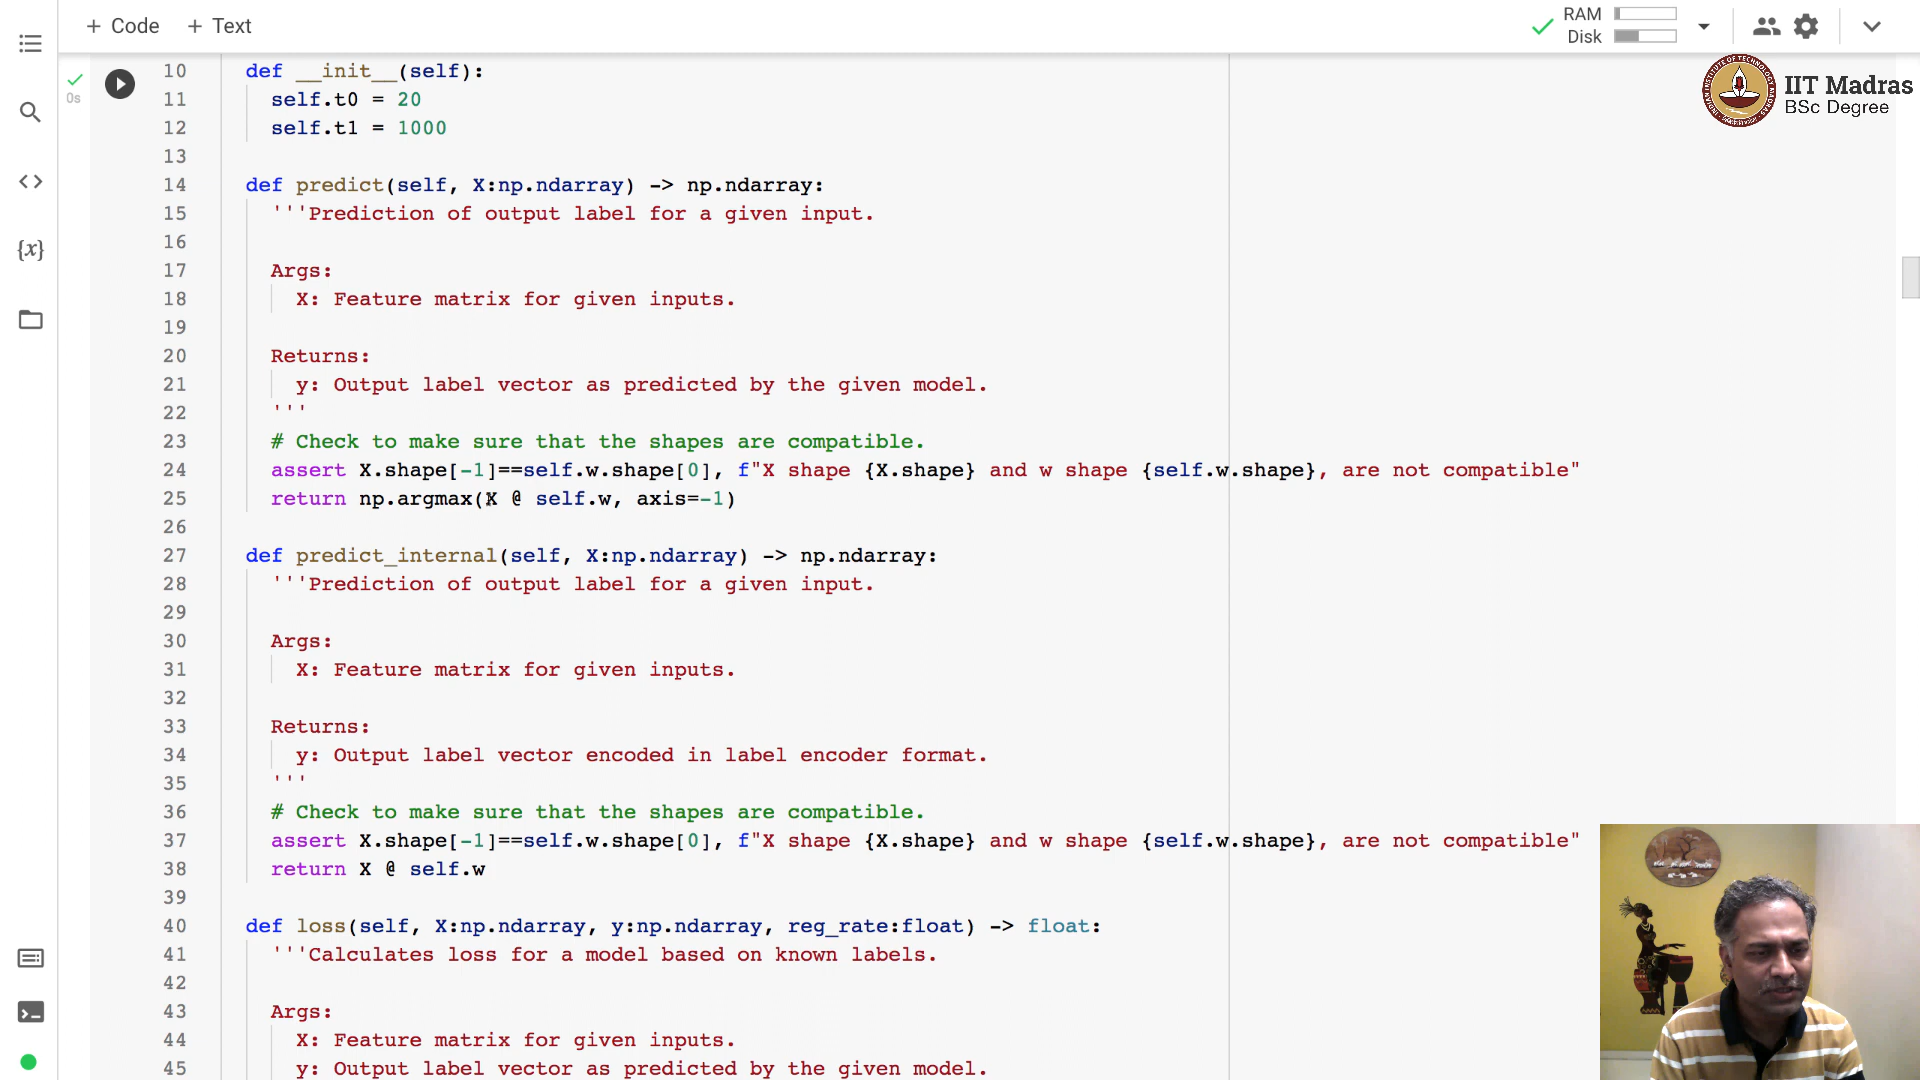 + Code + Text
RAM
Disk
IIT Madras
BSc Degree
0s
{x}
10 def __init__(self):
11 self.t0 = 20
12 self.t1 = 1000
13
14 def predict(self, X:np.ndarray) -> np.ndarray:
15 '''Prediction of output label for a given input.
16
17 Args:
18 X: Feature matrix for given inputs.
19
20 Returns:
21 y: Output label vector as predicted by the given model.
22 '''
23 # Check to make sure that the shapes are compatible.
24 assert X.shape[-1]==self.w.shape[0], f"X shape {X.shape} and w shape {self.w.shape}, are not compatible"
25 return np.argmax(X @ self.w, axis=-1)
26
27 def predict_internal(self, X:np.ndarray) -> np.ndarray:
28 '''Prediction of output label for a given input.
29
30 Args:
31 X: Feature matrix for given inputs.
32
33 Returns:
34 y: Output label vector encoded in label encoder format.
35 '''
36 # Check to make sure that the shapes are compatible.
37 assert X.shape[-1]==self.w.shape[0], f"X shape {X.shape} and w shape {self.w.shape}, are not compatible"
38 return X @ self.w
39
40 def loss(self, X:np.ndarray, y:np.ndarray, reg_rate:float) -> float:
41 '''Calculates loss for a model based on known labels.
42
43 Args:
44 X: Feature matrix for given inputs.
45 y: Output label vector as predicted by the given model.